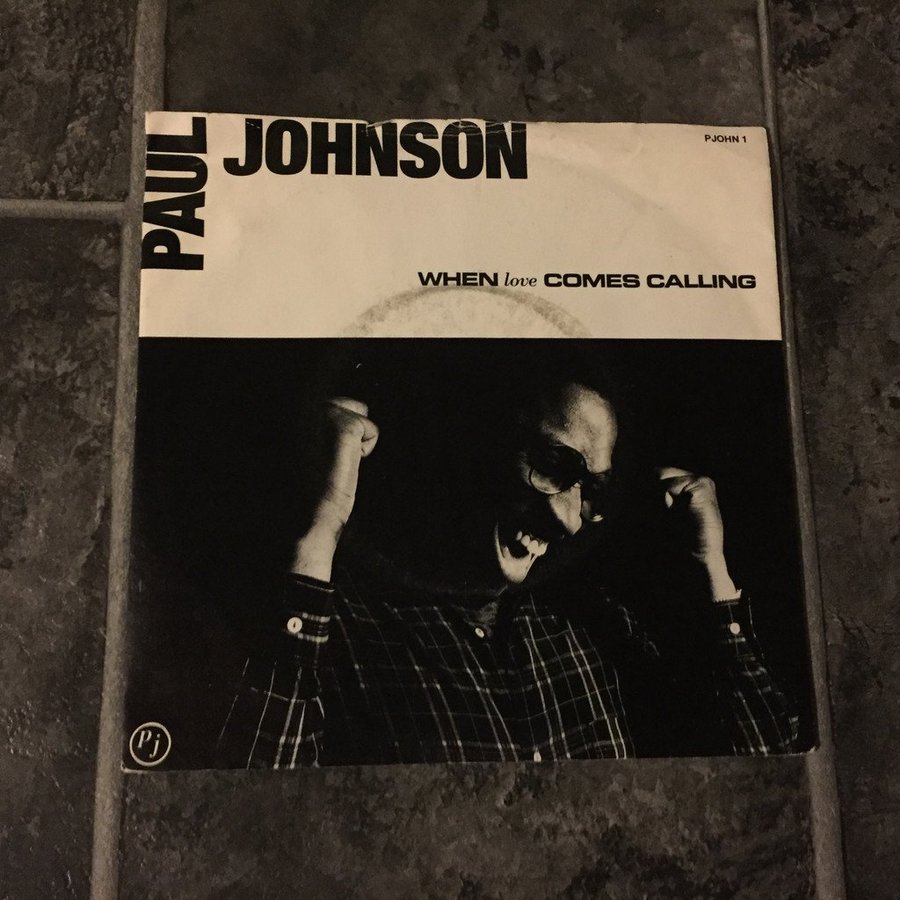 PAUL JOHNSON
PJOHN 1
WHEN love COMES CALLING
Pj